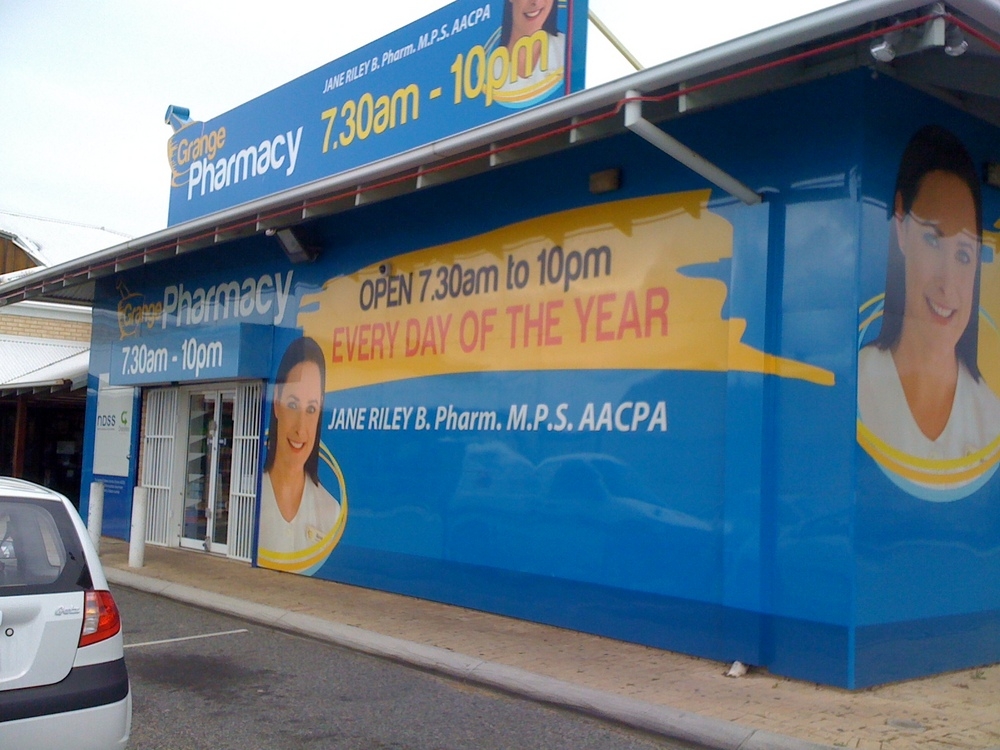 JANE RILEY B. Pharm. M.P.S. AACPA
Grange
Pharmacy
7.30am - 10pm
OPEN 7.30am to 10pm
EVERY DAY OF THE YEAR
Grange Pharmacy
7.30am - 10pm
JANE RILEY B. Pharm. M.P.S. AACPA
ndss
Getz